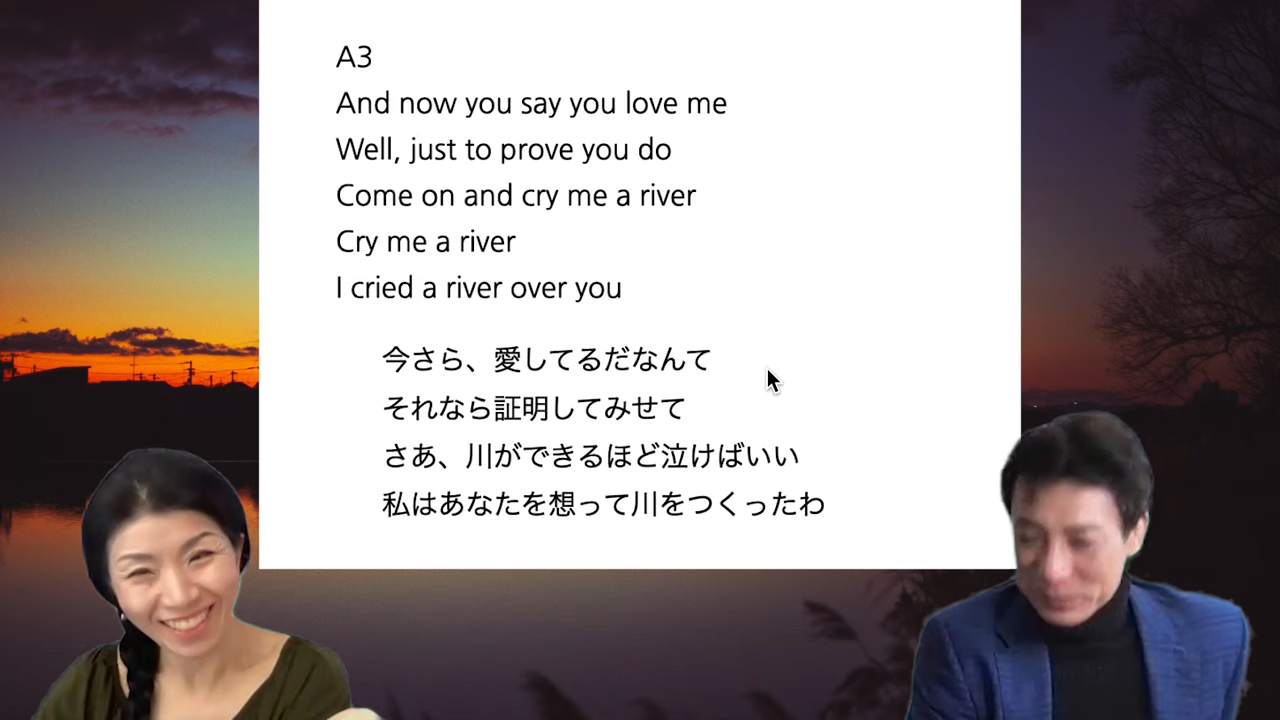 A3
And now you say you love me
Well, just to prove you do
Come on and cry me a river
Cry me a river
I cried a river over you
今さら、愛してるだなんて
それなら証明してみせて
さあ、川ができるほど泣けばいい
私はあなたを想って川をつくったわ